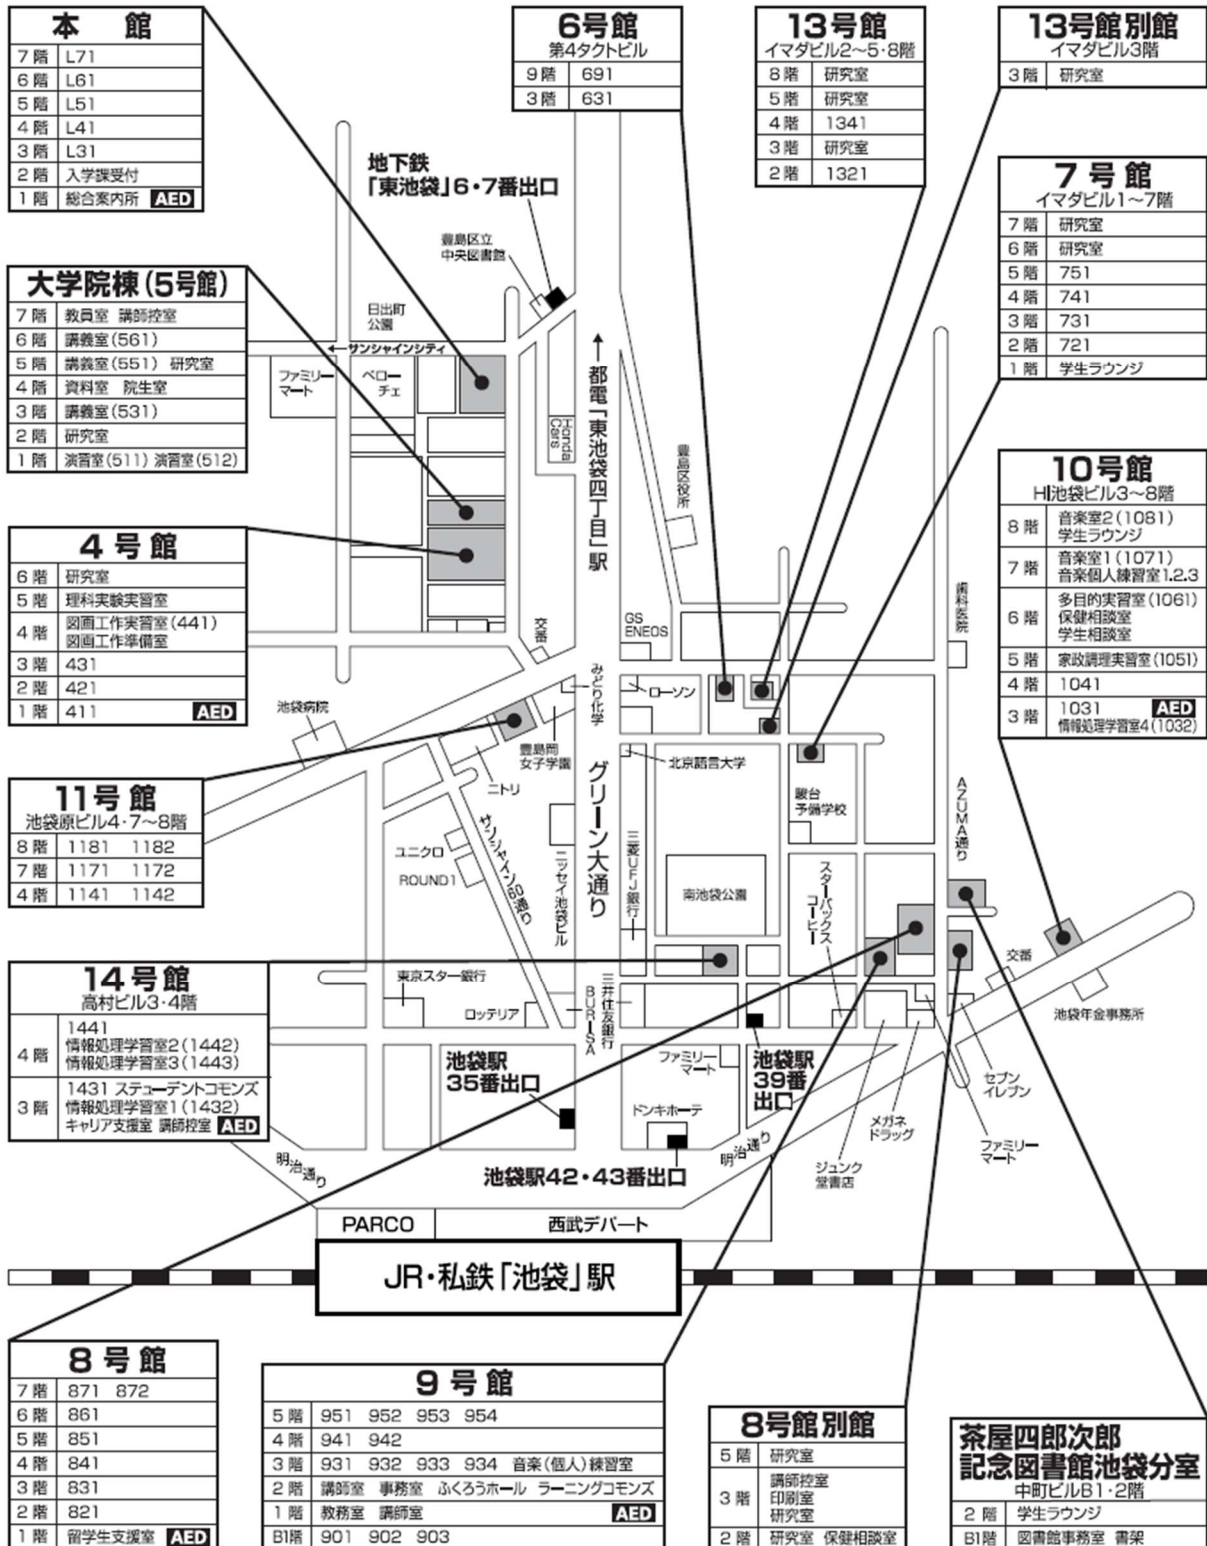 本 館
7階 L71
6階 L61
5階 L51
4階 L41
3階 L31
2階 入学課受付
1階 総合案内所 AED
6号館
第4タクトビル
9階 691
3階 631
13号館
イマダビル2～5・8階
8階 研究室
5階 研究室
4階 1341
3階 研究室
2階 1321
13号館別館
イマダビル3階
3階 研究室
7号館
イマダビル1～7階
7階 研究室
6階 研究室
5階 751
4階 741
3階 731
2階 721
1階 学生ラウンジ
大学院棟(5号館)
7階 教員室 講師控室
6階 講義室(561)
5階 講義室(551) 研究室
4階 資料室 院生室
3階 講義室(531)
2階 研究室
1階 演習室(511) 演習室(512)
10号館
HI池袋ビル3～8階
8階 音楽室2(1081)
学生ラウンジ
7階 音楽室1(1071)
音楽個人練習室1.2.3
6階 多目的実習室(1061)
保健相談室
学生相談室
5階 家政調理実習室(1051)
4階 1041
3階 1031 AED
情報処理学習室4(1032)
4号館
6階 研究室
5階 理科実験実習室
4階 図画工作実習室(441)
図画工作準備室
3階 431
2階 421
1階 411 AED
11号館
池袋原ビル4・7～8階
8階 1181 1182
7階 1171 1172
4階 1141 1142
14号館
高村ビル3・4階
4階 1441
情報処理学習室2(1442)
情報処理学習室3(1443)
3階 1431 ステューデントコモンズ
情報処理学習室1(1432)
キャリア支援室 講師控室 AED
地下鉄
「東池袋」6・7番出口
豊島区立
中央図書館
日出町
公園
←サンシャインシティ
ファミリー
マート
ベロー
チェ
Honda
Cars
↑都電「東池袋四丁目」駅
豊島区役所
GS
ENEOS
歯科医院
交番
みどり化学
ローソン
池袋病院
豊島岡
女子学園
ニトリ
グリーン大通り
北京語言大学
駿台
予備学校
AZUMA通り
ユニクロ
ROUND1
サンシャイン60通り
ニッセイ池袋ビル
三菱UFJ銀行
南池袋公園
スターバックス
コーヒー
交番
池袋年金事務所
東京スター銀行
ロッテリア
BURISA
三井住友銀行
池袋駅
35番出口
ファミリー
マート
池袋駅
39番
出口
セブン
イレブン
ドンキホーテ
メガネ
ドラッグ
ファミリー
マート
ジュンク
堂書店
明治通り
池袋駅42・43番出口
明治通り
PARCO
西武デパート
JR・私鉄「池袋」駅
8号館
7階 871 872
6階 861
5階 851
4階 841
3階 831
2階 821
1階 留学生支援室 AED
9号館
5階 951 952 953 954
4階 941 942
3階 931 932 933 934 音楽(個人)練習室
2階 講師室 事務室 ふくろうホール ラーニングコモンズ
1階 教務室 講師室 AED
B1階 901 902 903
8号館別館
5階 研究室
3階 講師控室
印刷室
研究室
2階 研究室 保健相談室
茶屋四郎次郎
記念図書館池袋分室
中町ビルB1・2階
2階 学生ラウンジ
B1階 図書館事務室 書架